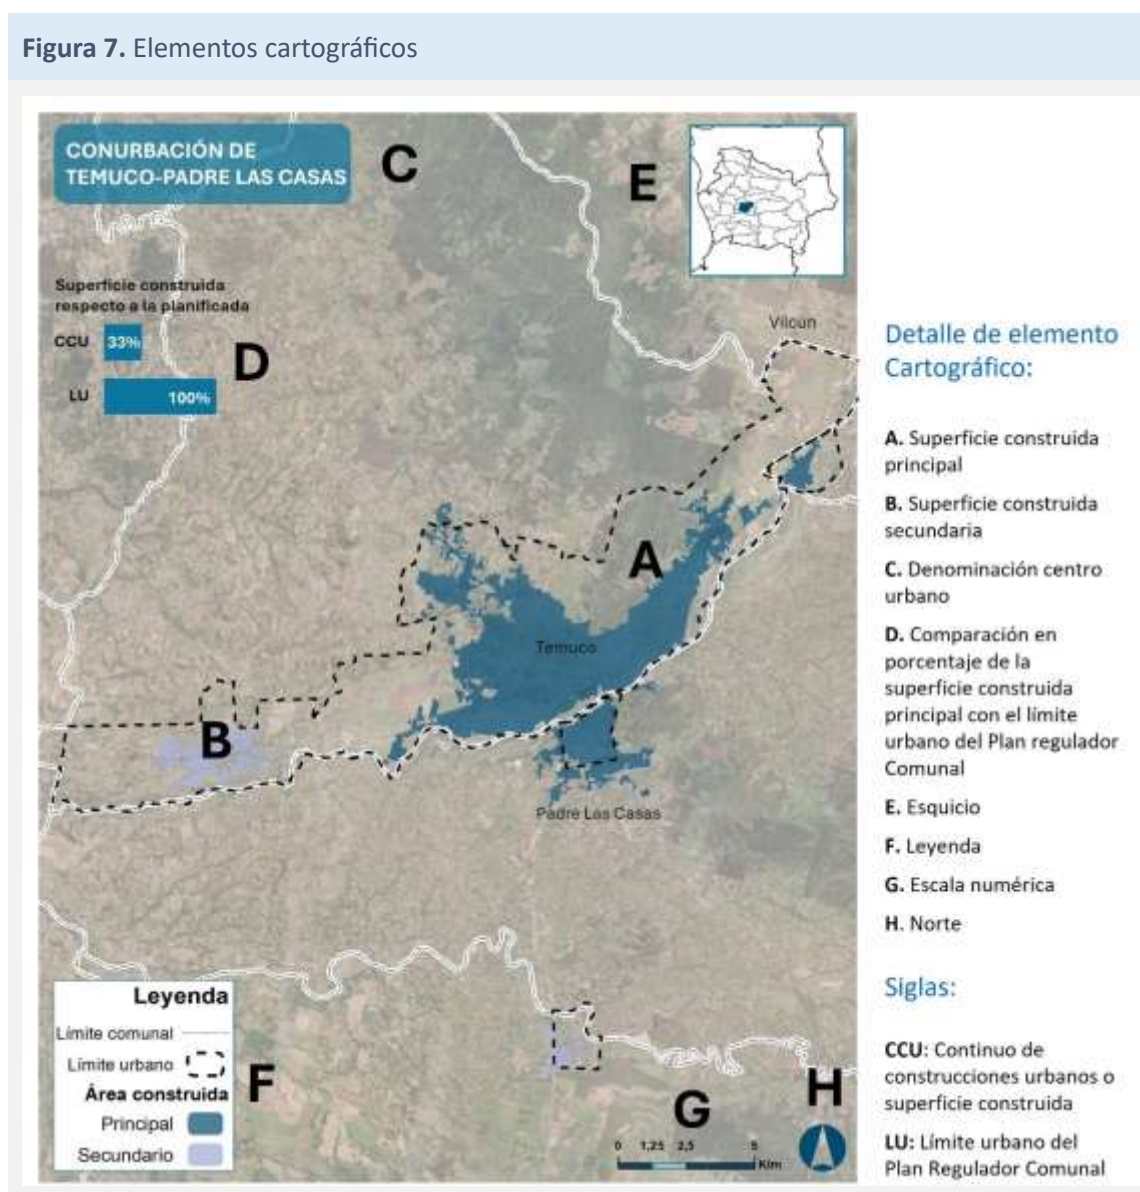 Figura 7. Elementos cartográficos
CONURBACIÓN DE
TEMUCO-PADRE LAS CASAS
C
E
Superficie construida
respecto a la planificada
CCU 33%
LU 100%
D
Vilcún
A
Temuco
B
Padre Las Casas
Leyenda
Límite comunal
Límite urbano
Área construida
Principal
Secundario
F
G
H
0 1,25 2,5 5
Klm
Detalle de elemento
Cartográfico:
A. Superficie construida
principal
B. Superficie construida
secundaria
C. Denominación centro
urbano
D. Comparación en
porcentaje de la
superficie construida
principal con el límite
urbano del Plan regulador
Comunal
E. Esquicio
F. Leyenda
G. Escala numérica
H. Norte
Siglas:
CCU: Continuo de
construcciones urbanos o
superficie construida
LU: Límite urbano del
Plan Regulador Comunal